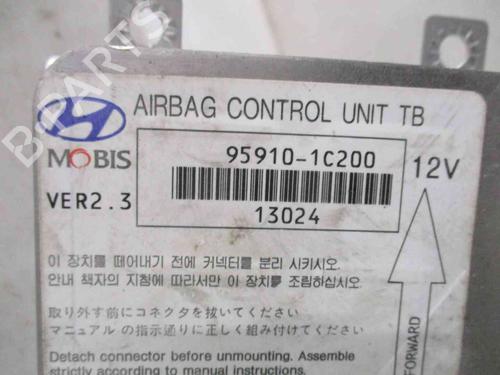 AIRBAG CONTROL UNIT TB
MOBIS
95910-1C200
12V
VER2.3
13024
이 장치를 떼어내기 전에 커넥터를 분리 시키시오.
안내 책자의 지침에 따라서만 이 장치를 조립하십시오.
取り外す前にコネクタを抜いてください
マニュアル の指示通りに正しく組み付けてください
Detach connector before unmounting. Assemble
strictly according to manual instructions.
FORWARD
B-PARTS